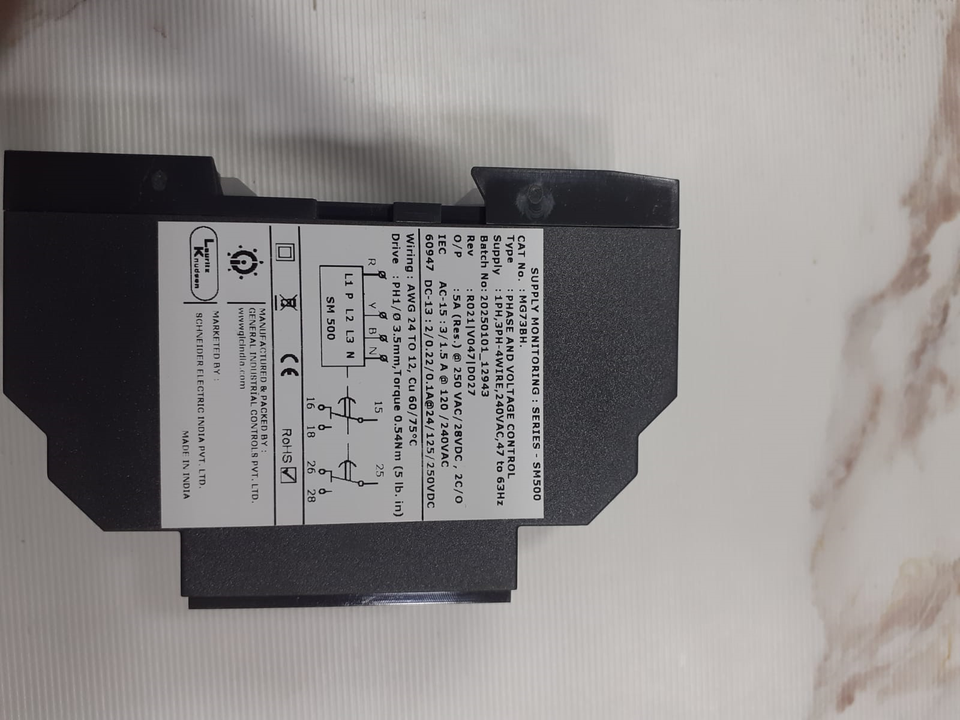 SUPPLY MONITORING : SERIES - SM500
CAT No. : MG73BH.
Type : PHASE AND VOLTAGE CONTROL
Supply : 1PH,3PH-4WIRE,240VAC,47 to 63Hz
Batch No: 20250101_12943
Rev : R021|V047|D027
O/P : 5A (Res.) @ 250 VAC/28VDC, 2C/O
IEC AC-15 : 3/1.5 A @ 120 /240VAC
60947 DC-13 : 2/0.22/0.1A@24/125/250VDC
Wiring : AWG 24 TO 12, Cu 60/75°C
Drive : PH1/Ø 3.5mm,Torque 0.54Nm (5 lb. in)
R Y B N
L1 P L2 L3 N
SM 500
15 25
16 18 26 28
CE RoHS
MANUFACTURED & PACKED BY :
GENERAL INDUSTRIAL CONTROLS PVT. LTD.
www.gicindia.com
Lauritz
Knudsen
MARKETED BY :
SCHNEIDER ELECTRIC INDIA PVT. LTD.
MADE IN INDIA